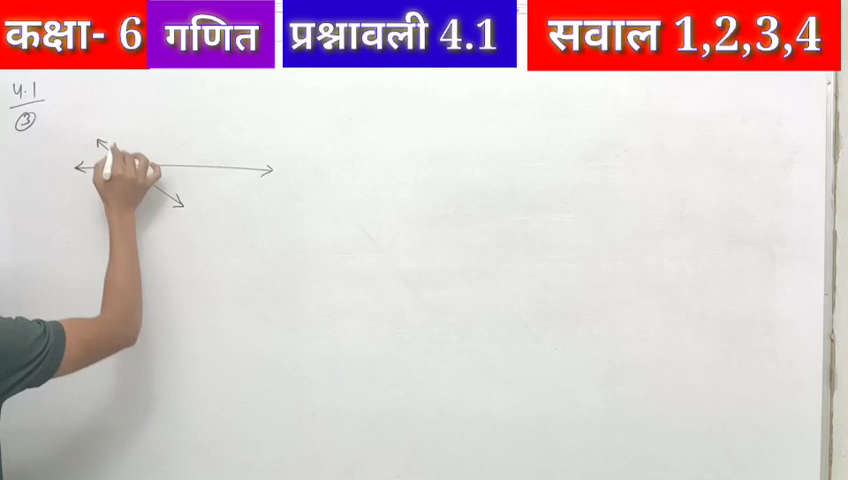 कक्षा- 6 गणित प्रश्नावली 4.1 सवाल 1,2,3,4
4.1
3